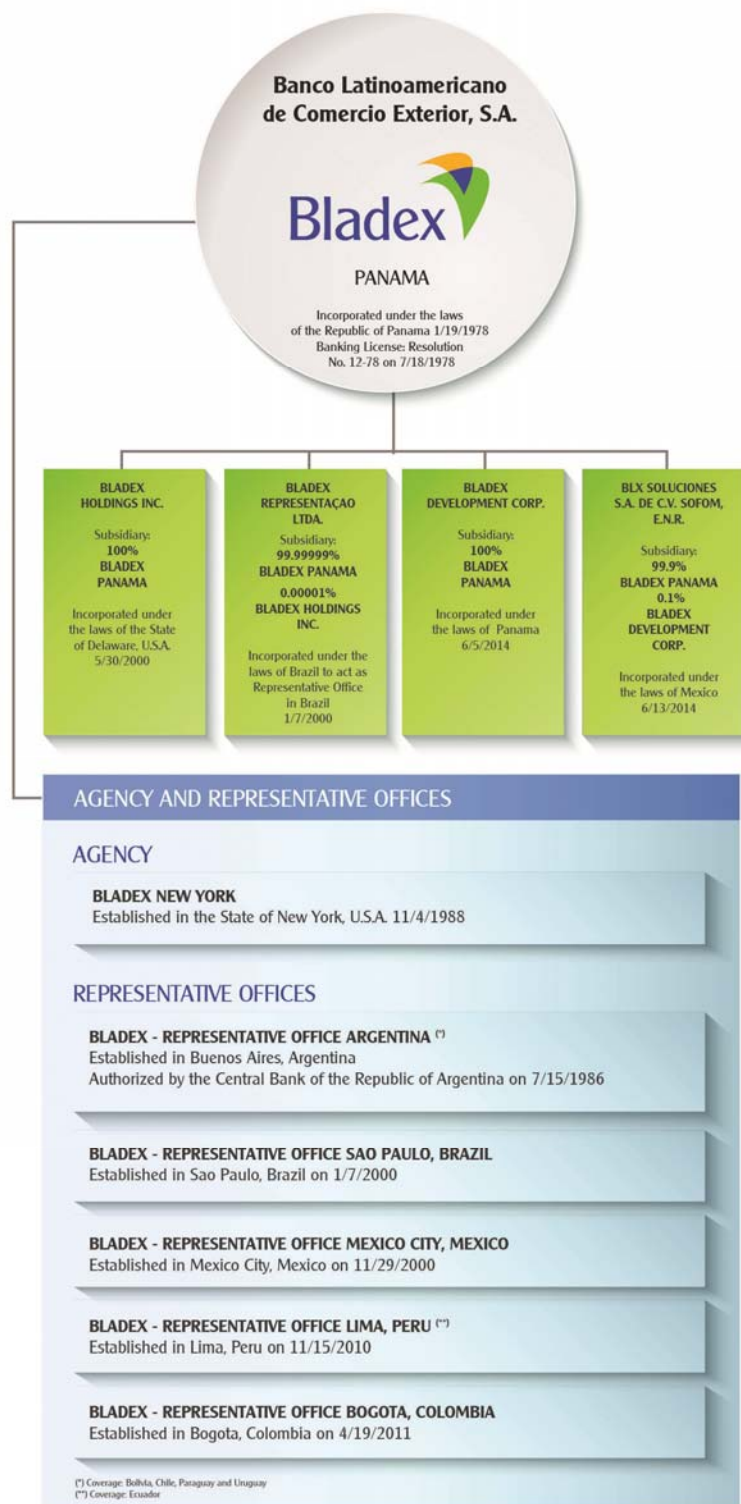 Banco Latinoamericano
de Comercio Exterior, S.A.
Bladex
PANAMA
Incorporated under the laws
of the Republic of Panama 1/19/1978
Banking License: Resolution
No. 12-78 on 7/18/1978
BLADEX
HOLDINGS INC.
Subsidiary:
100%
BLADEX
PANAMA
Incorporated under
the laws of the State
of Delaware, U.S.A.
5/30/2000
BLADEX
REPRESENTAÇAO
LTDA.
Subsidiary:
99.99999%
BLADEX PANAMA
0.00001%
BLADEX HOLDINGS
INC.
Incorporated under the
laws of Brazil to act as
Representative Office
in Brazil
1/7/2000
BLADEX
DEVELOPMENT CORP.
Subsidiary:
100%
BLADEX
PANAMA
Incorporated under
the laws of Panama
6/5/2014
BLX SOLUCIONES
S.A. DE C.V. SOFOM,
E.N.R.
Subsidiary:
99.9%
BLADEX PANAMA
0.1%
BLADEX
DEVELOPMENT
CORP.
Incorporated under
the laws of Mexico
6/13/2014
AGENCY AND REPRESENTATIVE OFFICES
AGENCY
BLADEX NEW YORK
Established in the State of New York, U.S.A. 11/4/1988
REPRESENTATIVE OFFICES
BLADEX - REPRESENTATIVE OFFICE ARGENTINA (*)
Established in Buenos Aires, Argentina
Authorized by the Central Bank of the Republic of Argentina on 7/15/1986
BLADEX - REPRESENTATIVE OFFICE SAO PAULO, BRAZIL
Established in Sao Paulo, Brazil on 1/7/2000
BLADEX - REPRESENTATIVE OFFICE MEXICO CITY, MEXICO
Established in Mexico City, Mexico on 11/29/2000
BLADEX - REPRESENTATIVE OFFICE LIMA, PERU (**)
Established in Lima, Peru on 11/15/2010
BLADEX - REPRESENTATIVE OFFICE BOGOTA, COLOMBIA
Established in Bogota, Colombia on 4/19/2011
(*) Coverage: Bolivia, Chile, Paraguay and Uruguay
(**) Coverage: Ecuador